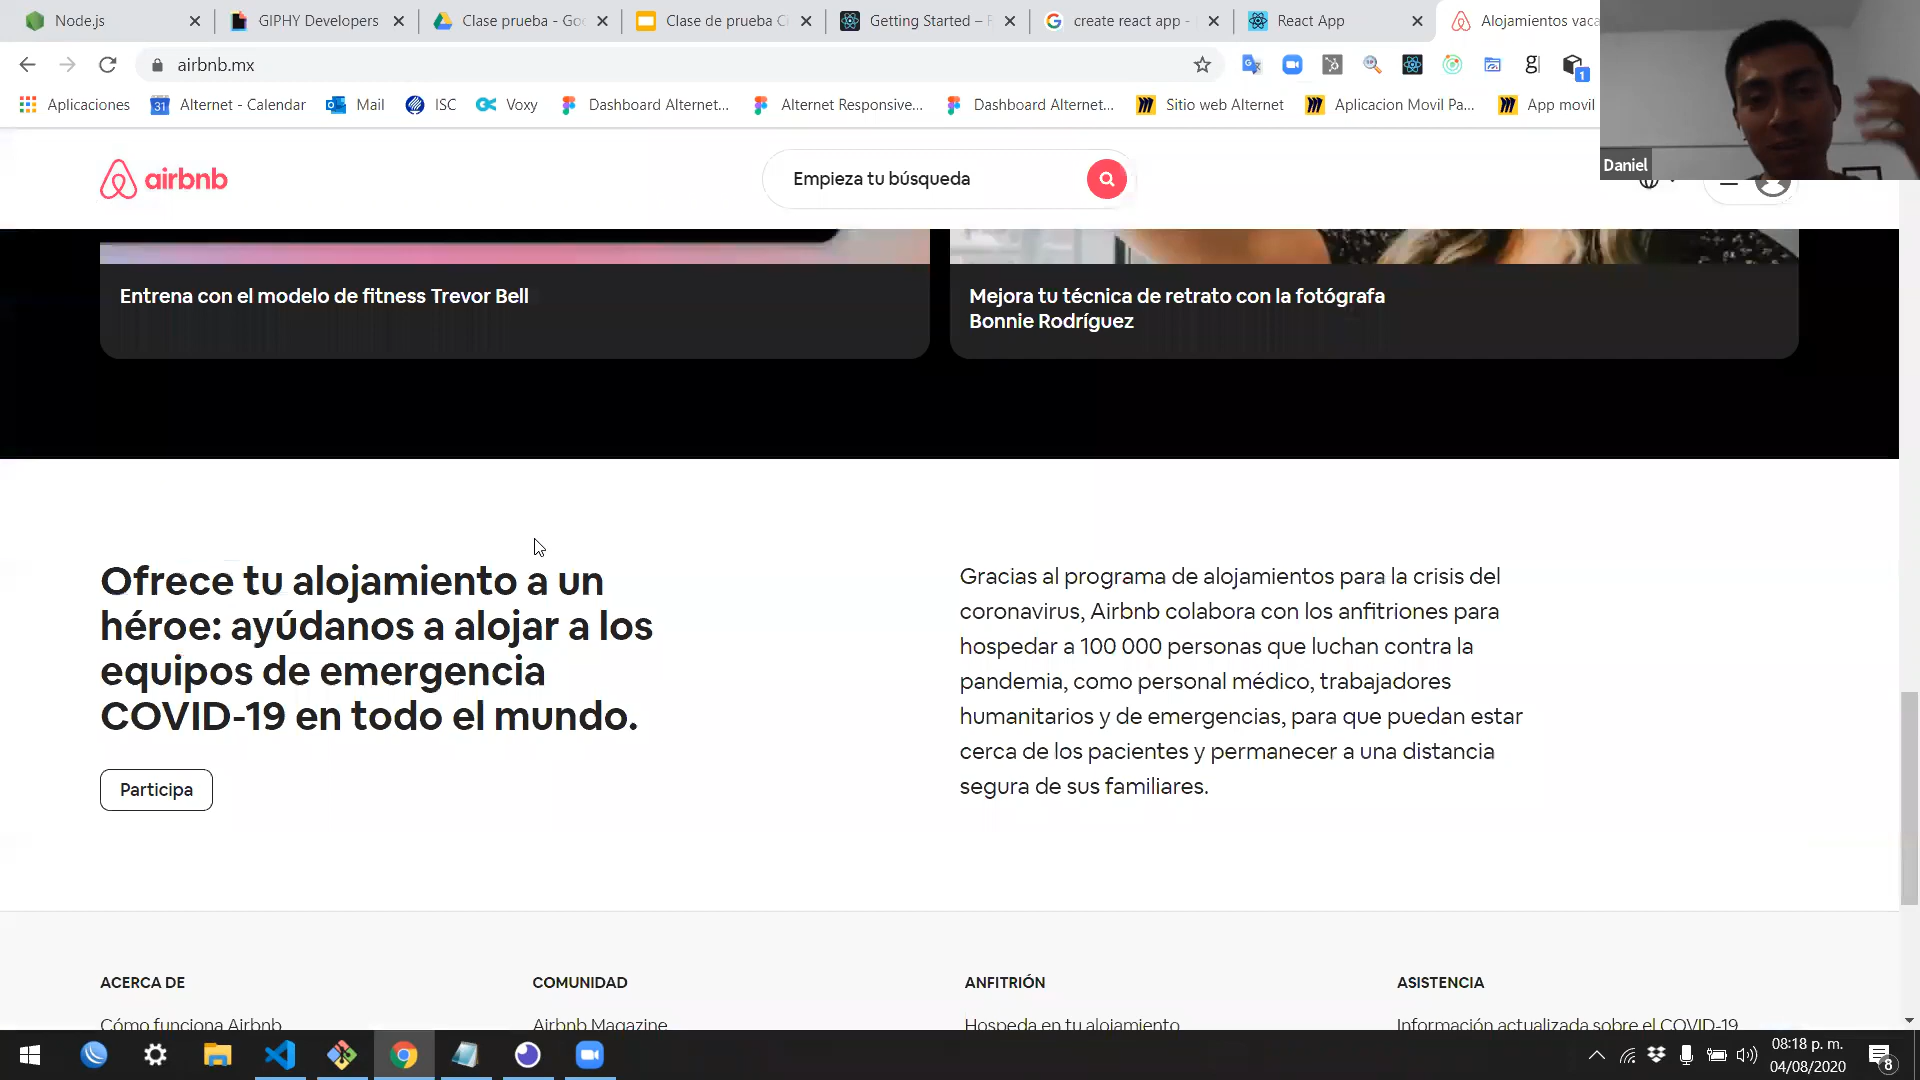 Node.js
GIPHY Developers
Clase prueba - Goo
Clase de prueba Ci
Getting Started –
create react app -
React App
Alojamientos vaca
airbnb.mx
Aplicaciones
Alternet - Calendar
Mail
ISC
Voxy
Dashboard Alternet...
Alternet Responsive...
Dashboard Alternet...
Sitio web Alternet
Aplicacion Movil Pa...
App movil
Daniel
airbnb
Empieza tu búsqueda
Entrena con el modelo de fitness Trevor Bell
Mejora tu técnica de retrato con la fotógrafa
Bonnie Rodríguez
Ofrece tu alojamiento a un
héroe: ayúdanos a alojar a los
equipos de emergencia
COVID-19 en todo el mundo.
Participa
Gracias al programa de alojamientos para la crisis del
coronavirus, Airbnb colabora con los anfitriones para
hospedar a 100 000 personas que luchan contra la
pandemia, como personal médico, trabajadores
humanitarios y de emergencias, para que puedan estar
cerca de los pacientes y permanecer a una distancia
segura de sus familiares.
ACERCA DE
COMUNIDAD
ANFITRIÓN
ASISTENCIA
Cómo funciona Airbnb
Airbnb Magazine
Hospeda en tu alojamiento
Información actualizada sobre el COVID-19
08:18 p. m.
04/08/2020
8